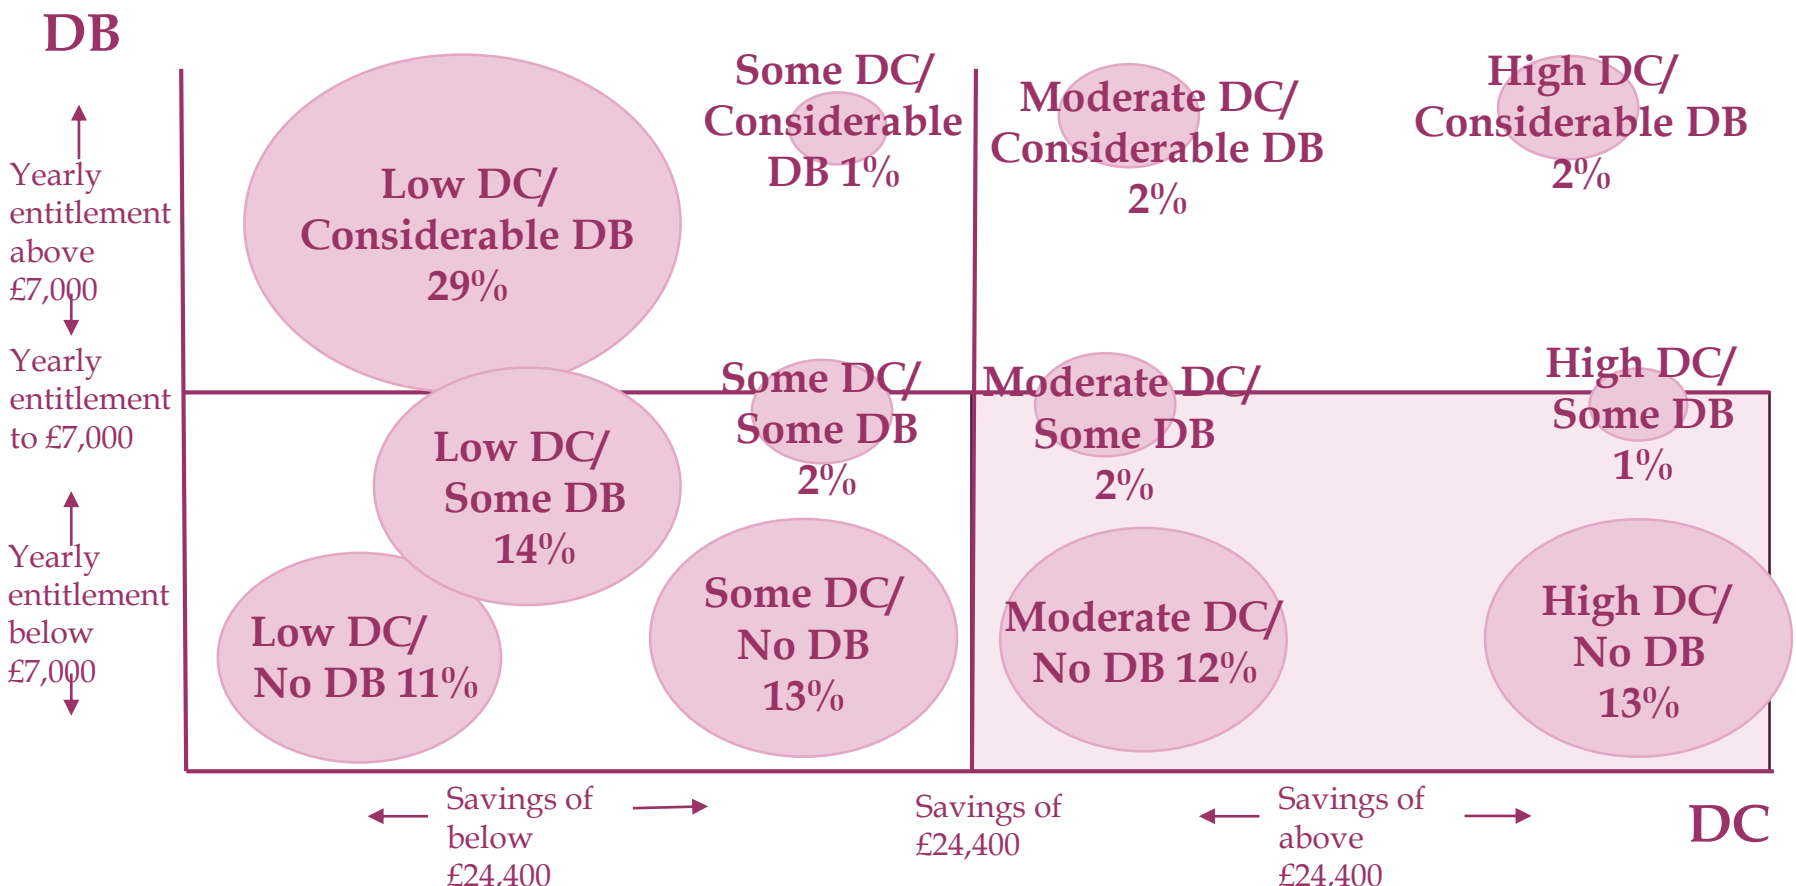 DB
Yearly
entitlement
above
£7,000
Yearly
entitlement
to £7,000
Yearly
entitlement
below
£7,000
Low DC/
Considerable DB
29%
Some DC/
Considerable
DB 1%
Moderate DC/
Considerable DB
2%
High DC/
Considerable DB
2%
Low DC/
Some DB
14%
Some DC/
Some DB
2%
Moderate DC/
Some DB
2%
High DC/
Some DB
1%
Low DC/
No DB 11%
Some DC/
No DB
13%
Moderate DC/
No DB 12%
High DC/
No DB
13%
Savings of
below
£24,400
Savings of
£24,400
Savings of
above
£24,400
DC